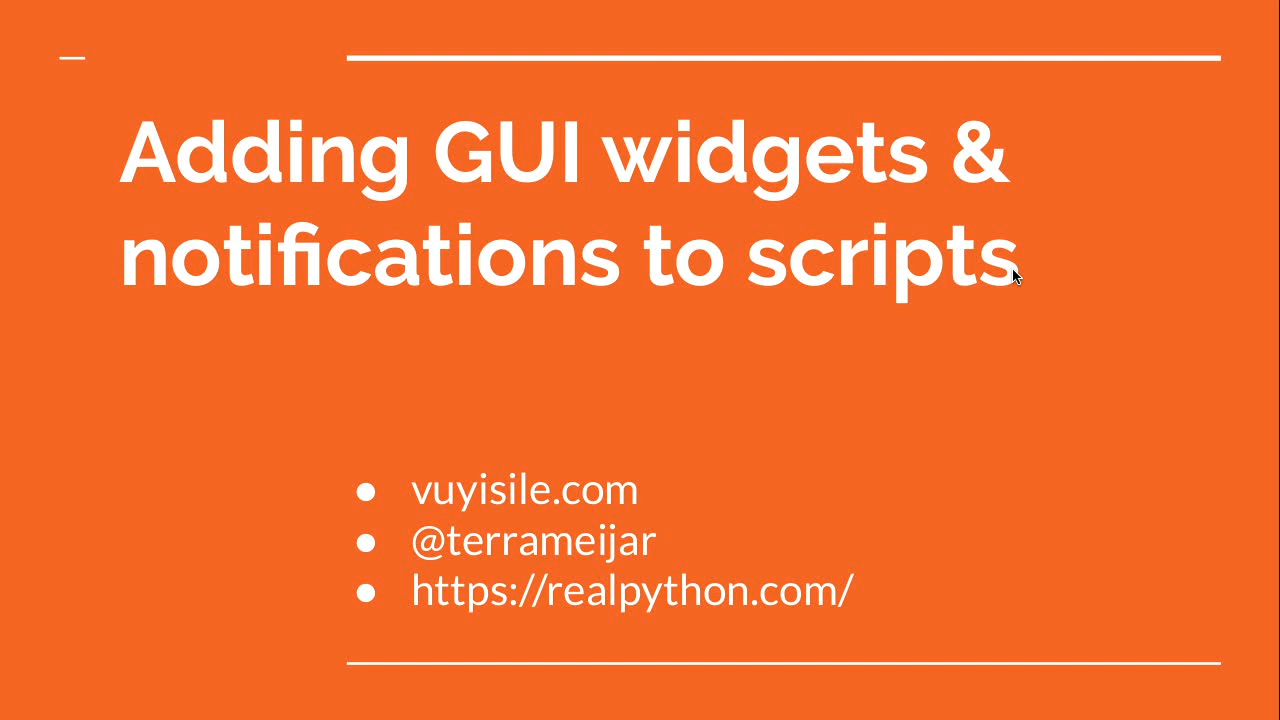 Adding GUI widgets &
notifications to scripts
● vuyisile.com
● @terrameijar
● https://realpython.com/